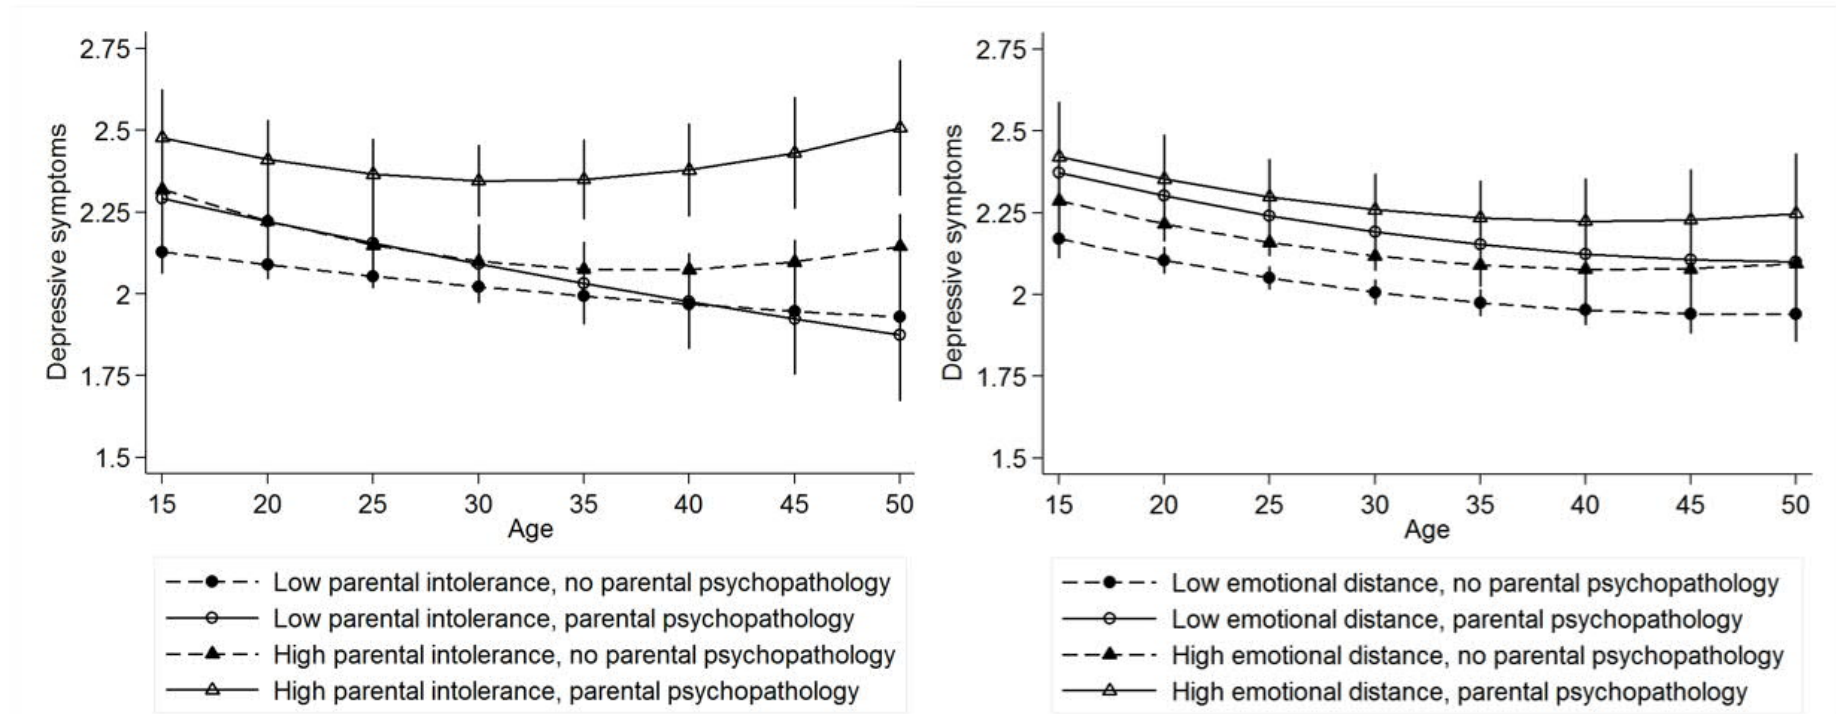 Depressive symptoms
2.75
2.5
2.25
2
1.75
1.5
15 20 25 30 35 40 45 50
Age
Low parental intolerance, no parental psychopathology
Low parental intolerance, parental psychopathology
High parental intolerance, no parental psychopathology
High parental intolerance, parental psychopathology
Depressive symptoms
2.75
2.5
2.25
2
1.75
1.5
15 20 25 30 35 40 45 50
Age
Low emotional distance, no parental psychopathology
Low emotional distance, parental psychopathology
High emotional distance, no parental psychopathology
High emotional distance, parental psychopathology